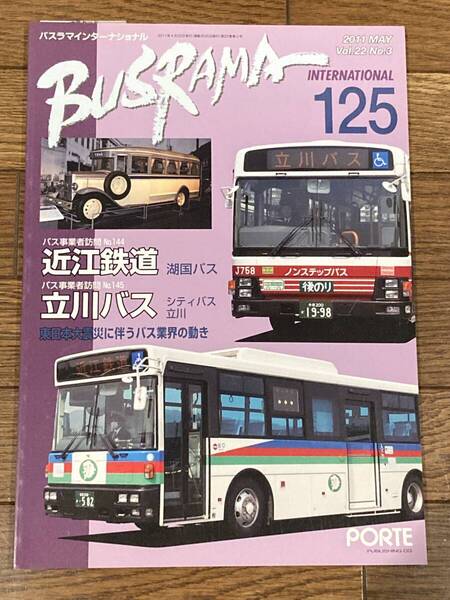 バスラマインターナショナル
2011 MAY
Vol.22 No.3
BUSRAMA
INTERNATIONAL
125
立川バス
J758
ノンステップバス
後のり
19-98
バス事業者訪問 No.144
近江鉄道 湖国バス
バス事業者訪問 No.145
立川バス シティバス立川
東日本大震災に伴うバス業界の動き
近江鉄道
582
PORTE
PUBLISHING CO.